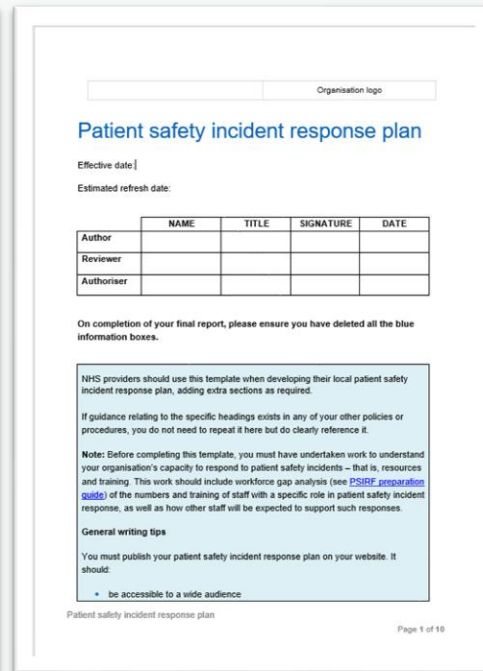 Organisation logo
Patient safety incident response plan
Effective date:
Estimated refresh date:
NAME TITLE SIGNATURE DATE
Author
Reviewer
Authoriser
On completion of your final report, please ensure you have deleted all the blue
information boxes.
NHS providers should use this template when developing their local patient safety
incident response plan, adding extra sections as required.
If guidance relating to the specific headings exists in any of your other policies or
procedures, you do not need to repeat it here but do clearly reference it.
Note: Before completing this template, you must have undertaken work to understand
your organisation's capacity to respond to patient safety incidents – that is, resources
and training. This work should include workforce gap analysis (see PSIRF preparation
guide) of the numbers and training of staff with a specific role in patient safety incident
response, as well as how other staff will be expected to support such responses.
General writing tips
You must publish your patient safety incident response plan on your website. It
should:
• be accessible to a wide audience
Patient safety incident response plan
Page 1 of 10